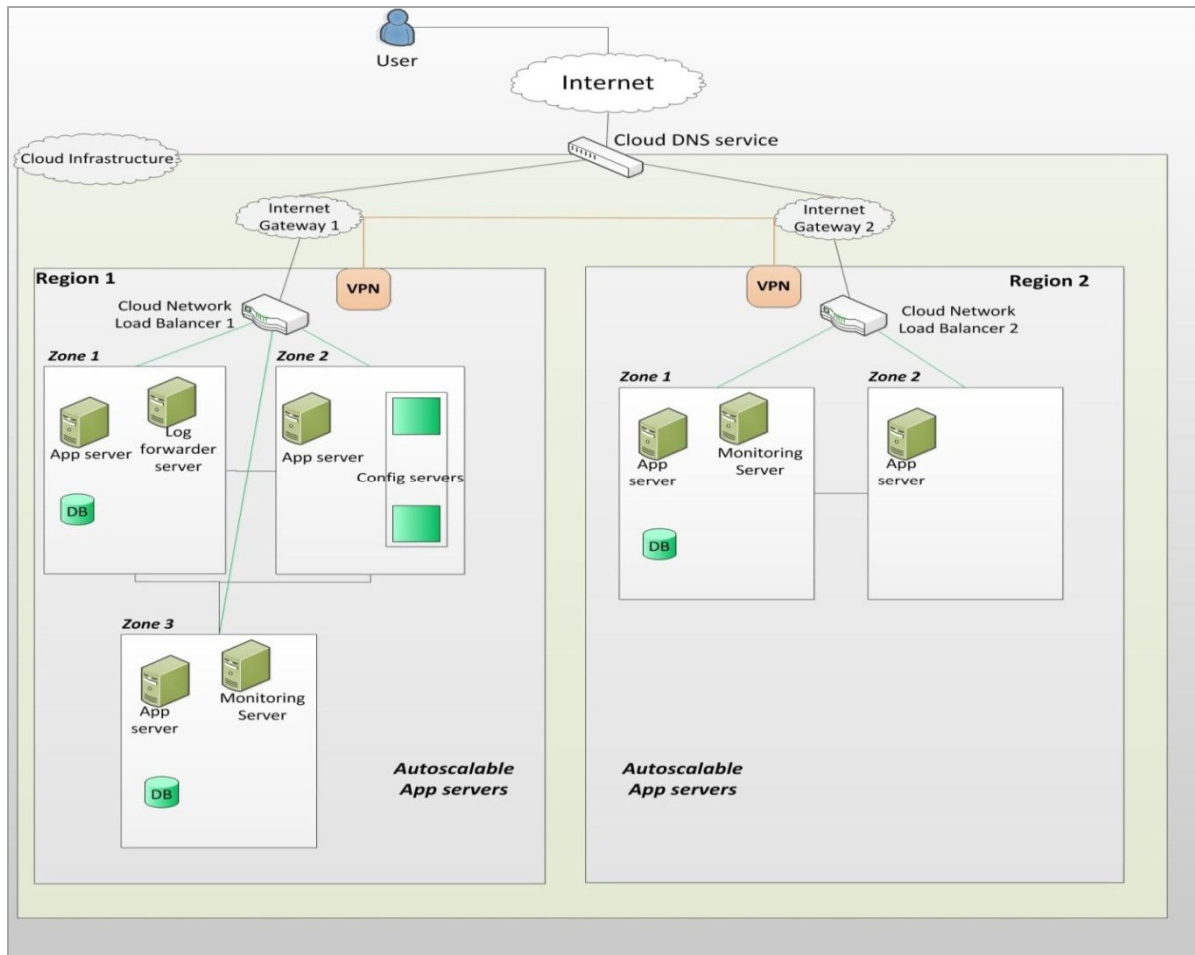 User
Internet
Cloud DNS service
Cloud Infrastructure
Internet
Gateway 1
Internet
Gateway 2
Region 1
VPN
Cloud Network
Load Balancer 1
Zone 1
Zone 2
App server
Log
forwarder
server
DB
App server
Config servers
Zone 3
App
server
Monitoring
Server
DB
Autoscalable
App servers
VPN
Region 2
Cloud Network
Load Balancer 2
Zone 1
Zone 2
App
server
Monitoring
Server
DB
App
server
Autoscalable
App servers